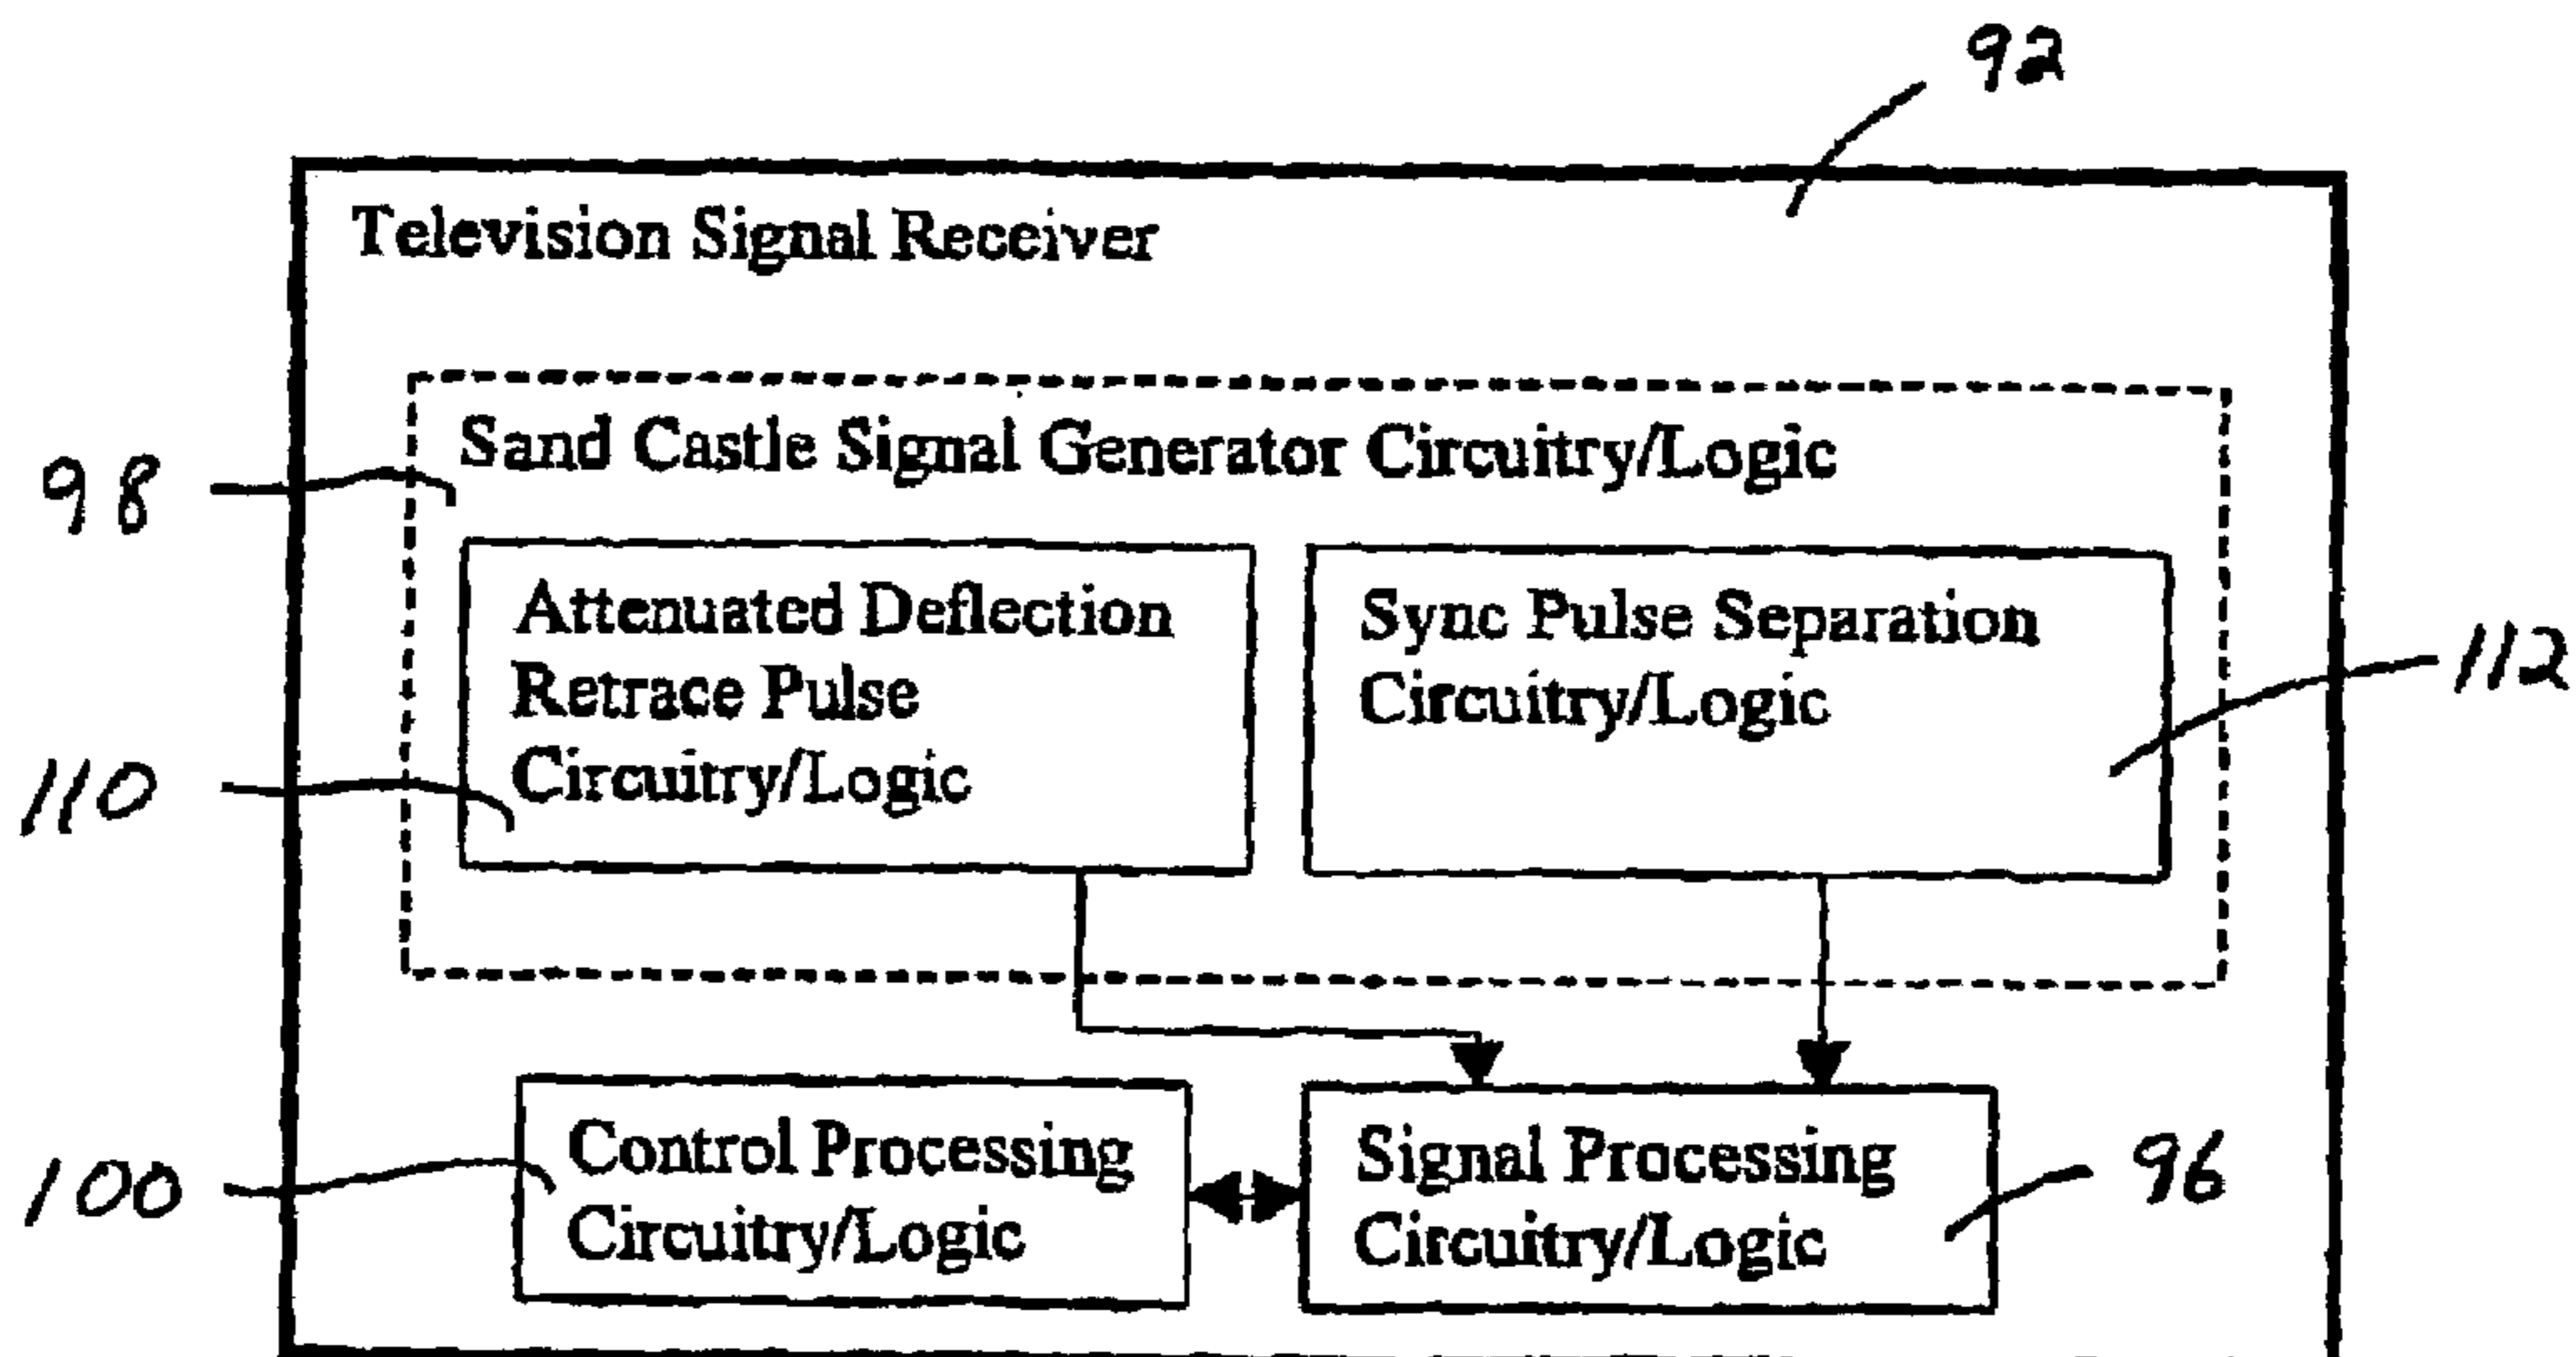 92
Television Signal Receiver
98
Sand Castle Signal Generator Circuitry/Logic
110
Attenuated Deflection
Retrace Pulse
Circuitry/Logic
Sync Pulse Separation
Circuitry/Logic
112
100
Control Processing
Circuitry/Logic
Signal Processing
Circuitry/Logic
96